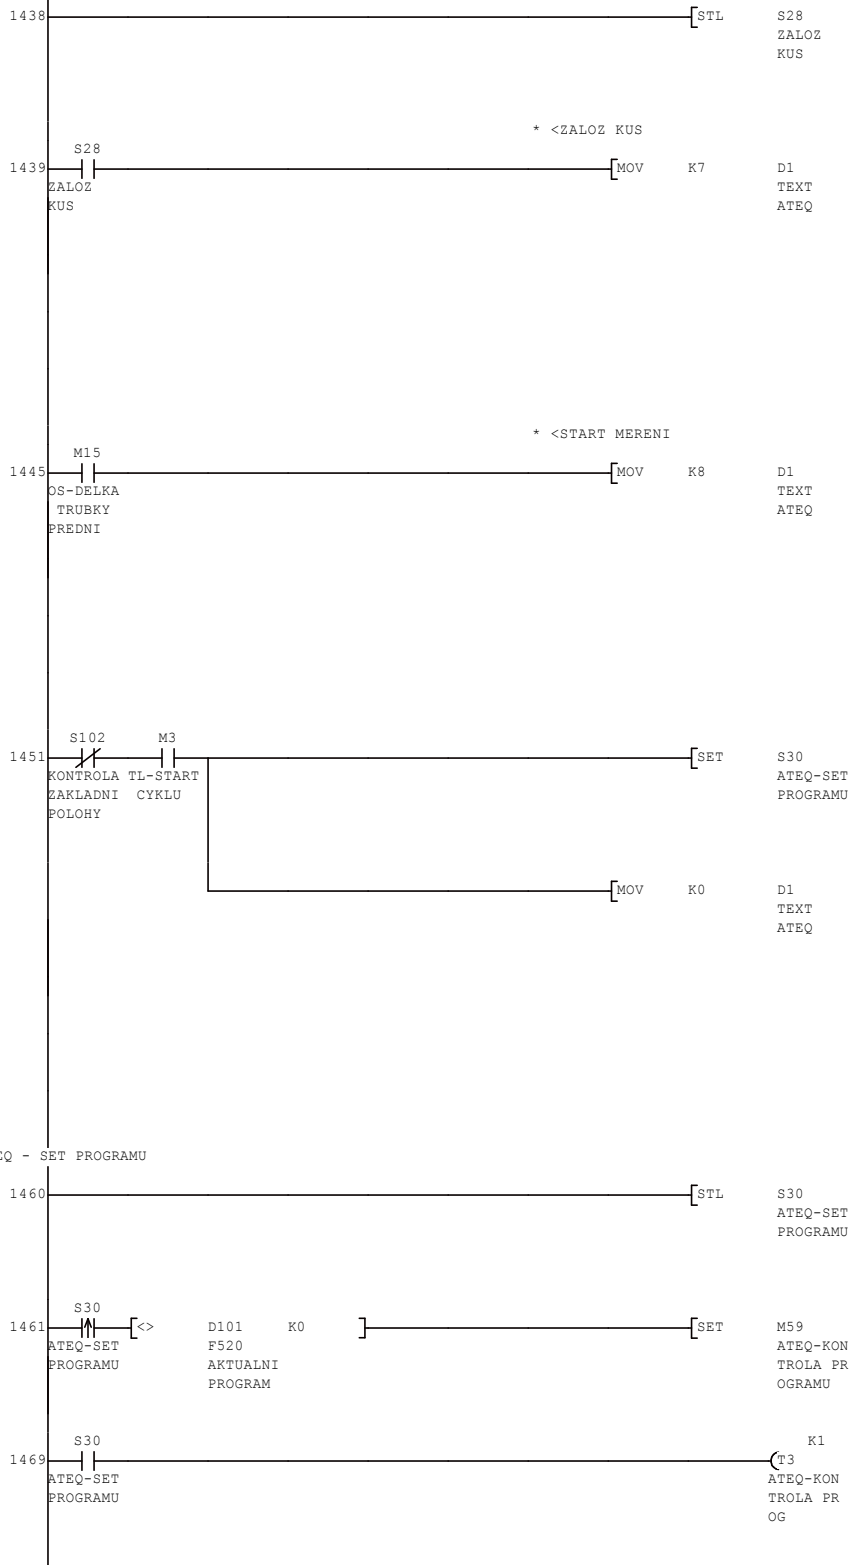 1438 STL S28
ZALOZ
KUS
* <ZALOZ KUS
S28
1439 MOV K7 D1
ZALOZ TEXT
KUS ATEQ
* <START MERENI
M15
1445 MOV K8 D1
OS-DELKA TEXT
TRUBKY ATEQ
PREDNI
S102 M3
1451 SET S30
KONTROLA TL-START ATEQ-SET
ZAKLADNI CYKLU PROGRAMU
POLOHY
MOV K0 D1
TEXT
ATEQ
EQ - SET PROGRAMU
1460 STL S30
ATEQ-SET
PROGRAMU
S30
1461 <> D101 K0 SET M59
ATEQ-SET F520 ATEQ-KON
PROGRAMU AKTUALNI TROLA PR
PROGRAM OGRAMU
S30 K1
1469 T3
ATEQ-SET ATEQ-KON
PROGRAMU TROLA PR
OG